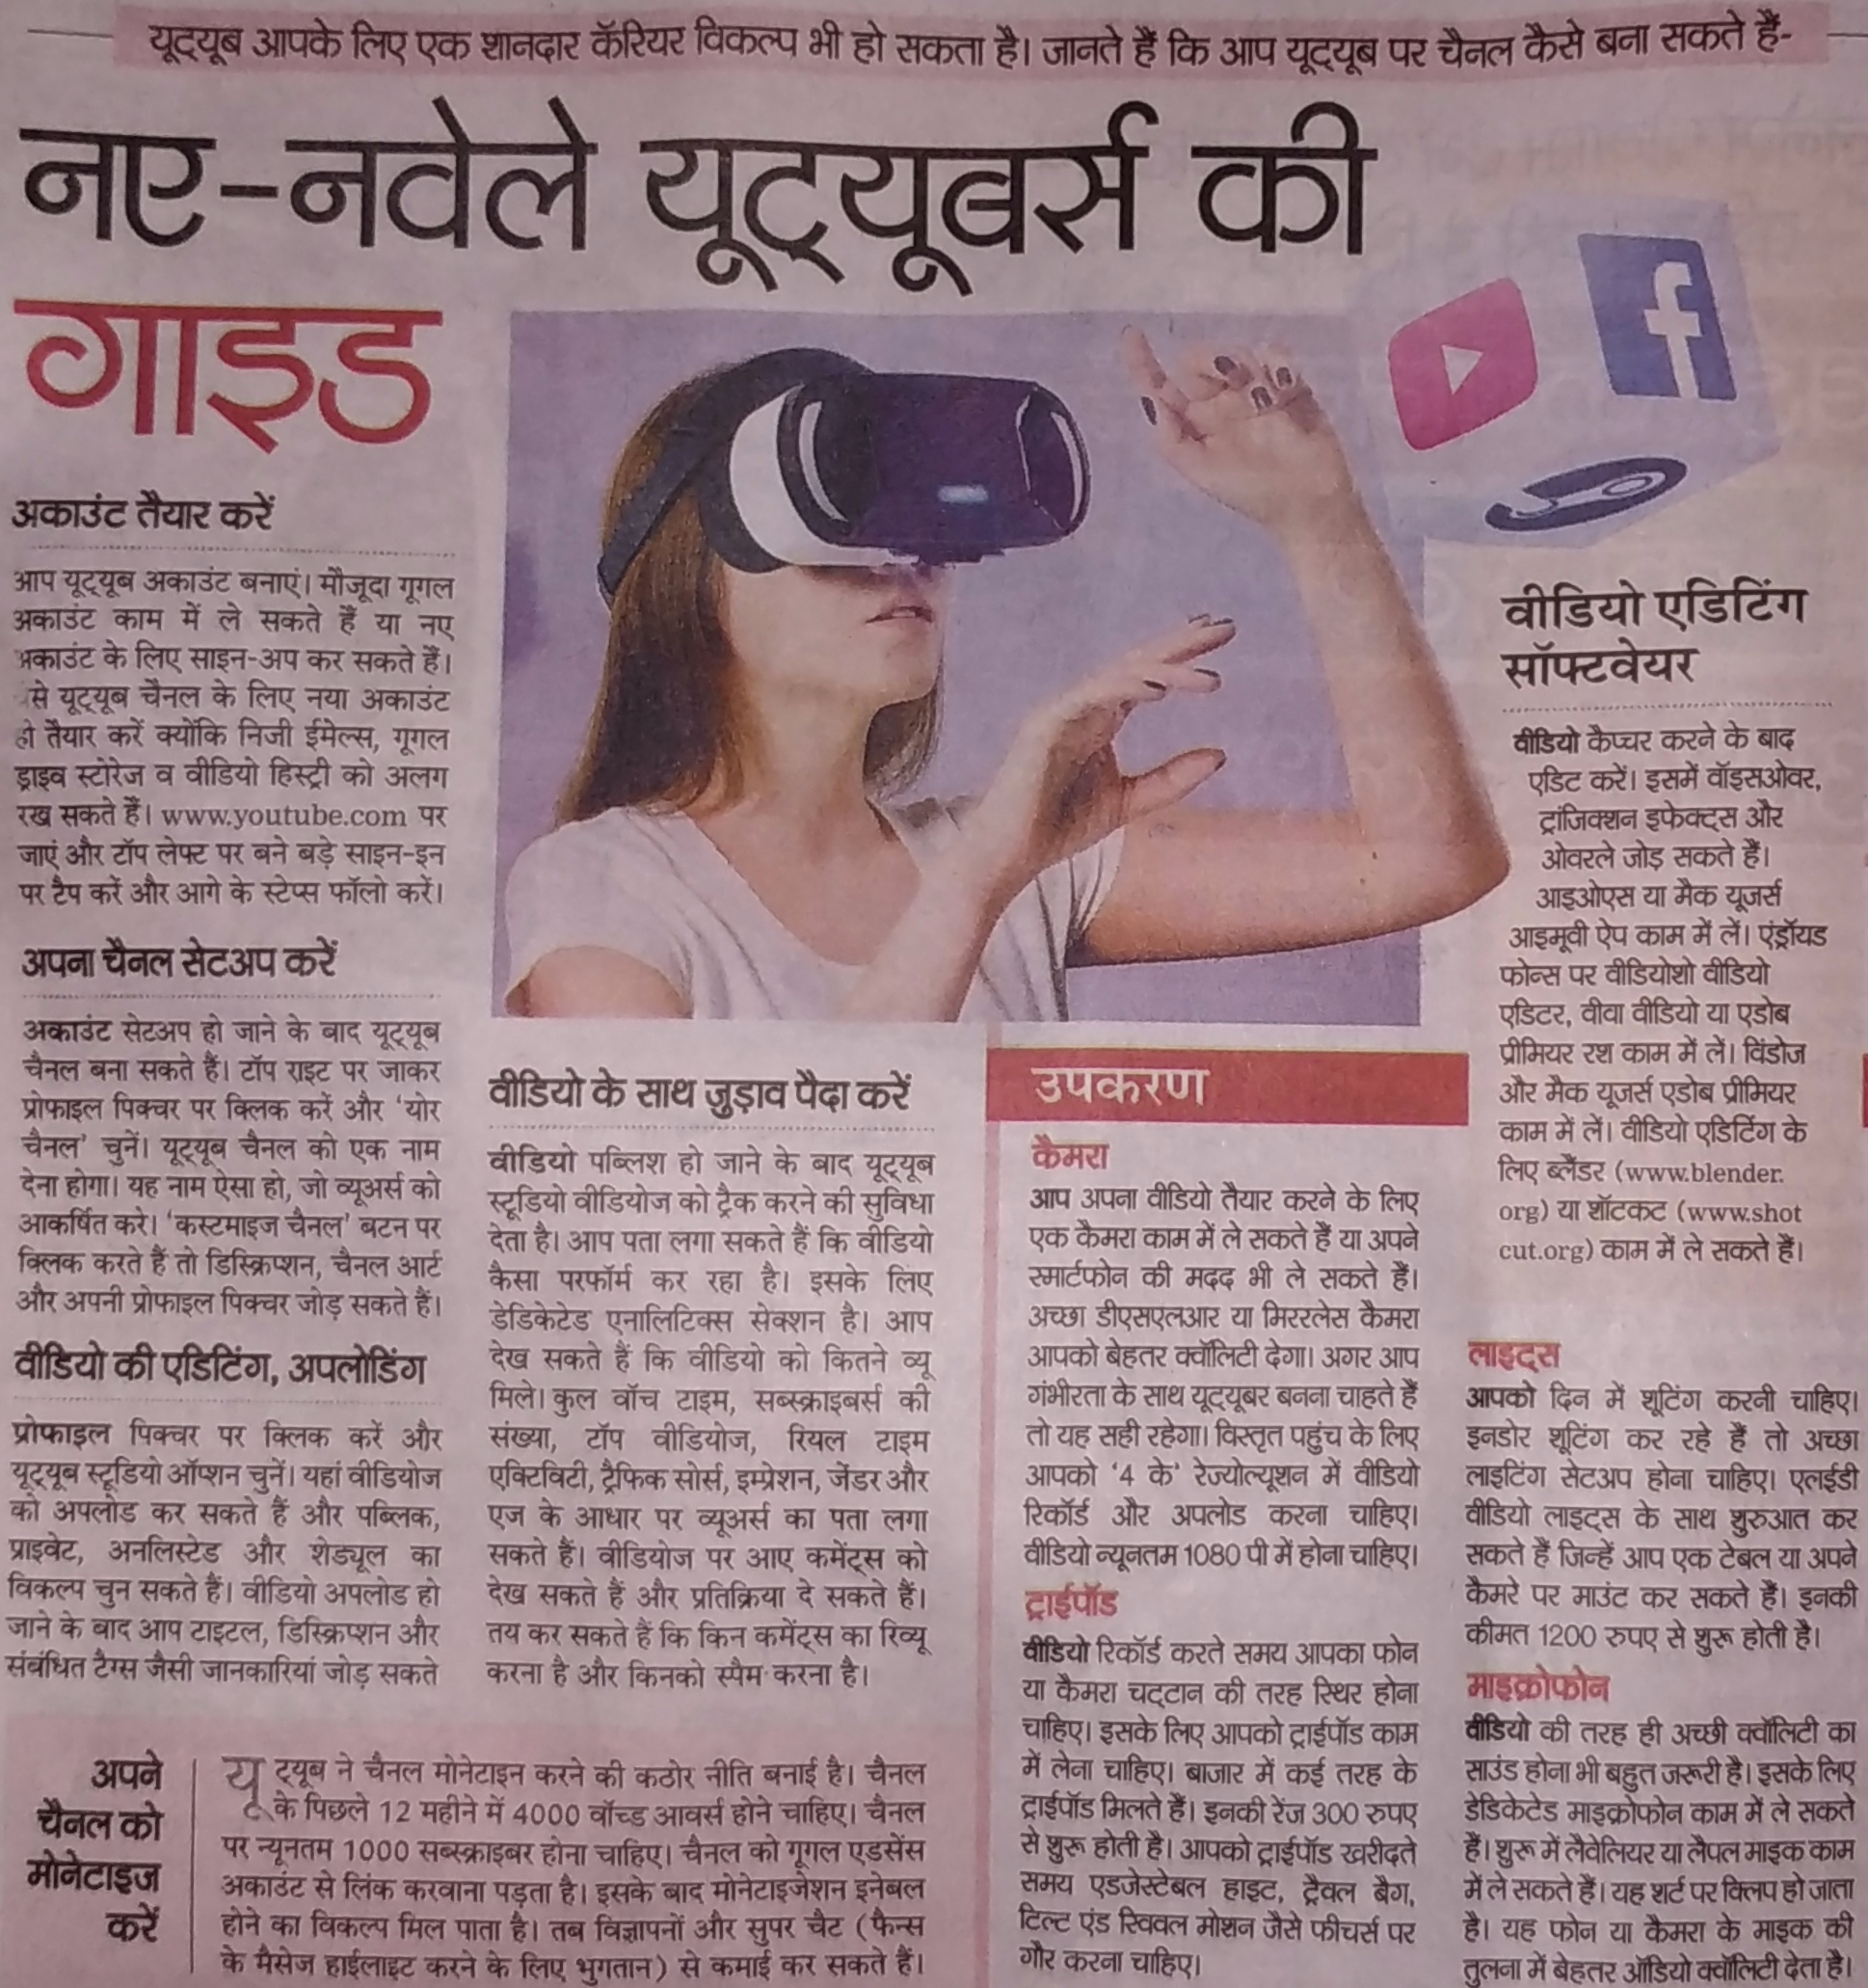 यूट्यूब आपके लिए एक शानदार कॅरियर विकल्प भी हो सकता है। जानते हैं कि आप यूट्यूब पर चैनल कैसे बना सकते हैं-
नए-नवेले यूट्यूबर्स की
गाइड
अकाउंट तैयार करें
आप यूट्यूब अकाउंट बनाएं। मौजूदा गूगल
अकाउंट काम में ले सकते हैं या नए
अकाउंट के लिए साइन-अप कर सकते हैं।
से यूट्यूब चैनल के लिए नया अकाउंट
ही तैयार करें क्योंकि निजी ईमेल्स, गूगल
ड्राइव स्टोरेज व वीडियो हिस्ट्री को अलग
रख सकते हैं। www.youtube.com पर
जाएं और टॉप लेफ्ट पर बने बड़े साइन-इन
पर टैप करें और आगे के स्टेप्स फॉलो करें।
अपना चैनल सेटअप करें
अकाउंट सेटअप हो जाने के बाद यूट्यूब
चैनल बना सकते हैं। टॉप राइट पर जाकर
प्रोफाइल पिक्चर पर क्लिक करें और 'योर
चैनल' चुनें। यूट्यूब चैनल को एक नाम
देना होगा। यह नाम ऐसा हो, जो व्यूअर्स को
आकर्षित करे। 'कस्टमाइज चैनल' बटन पर
क्लिक करते हैं तो डिस्क्रिप्शन, चैनल आर्ट
और अपनी प्रोफाइल पिक्चर जोड़ सकते हैं।
वीडियो की एडिटिंग, अपलोडिंग
प्रोफाइल पिक्चर पर क्लिक करें और
यूट्यूब स्टूडियो ऑप्शन चुनें। यहां वीडियोज
को अपलोड कर सकते हैं और पब्लिक,
प्राइवेट, अनलिस्टेड और शेड्यूल का
विकल्प चुन सकते हैं। वीडियो अपलोड हो
जाने के बाद आप टाइटल, डिस्क्रिप्शन और
संबंधित टैग्स जैसी जानकारियां जोड़ सकते
वीडियो के साथ जुड़ाव पैदा करें
वीडियो पब्लिश हो जाने के बाद यूट्यूब
स्टूडियो वीडियोज को ट्रैक करने की सुविधा
देता है। आप पता लगा सकते हैं कि वीडियो
कैसा परफॉर्म कर रहा है। इसके लिए
डेडिकेटेड एनालिटिक्स सेक्शन है। आप
देख सकते हैं कि वीडियो को कितने व्यू
मिले। कुल वॉच टाइम, सब्स्क्राइबर्स की
संख्या, टॉप वीडियोज, रियल टाइम
एक्टिविटी, ट्रैफिक सोर्स, इम्प्रेशन, जेंडर और
एज के आधार पर व्यूअर्स का पता लगा
सकते हैं। वीडियोज पर आए कमेंट्स को
देख सकते हैं और प्रतिक्रिया दे सकते हैं।
तय कर सकते हैं कि किन कमेंट्स का रिव्यू
करना है और किनको स्पैम करना है।
अपने
चैनल को
मोनेटाइज
करें
यूट्यूब ने चैनल मोनेटाइन करने की कठोर नीति बनाई है। चैनल
के पिछले 12 महीने में 4000 वॉच्ड आवर्स होने चाहिए। चैनल
पर न्यूनतम 1000 सब्स्क्राइबर होना चाहिए। चैनल को गूगल एडसेंस
अकाउंट से लिंक करवाना पड़ता है। इसके बाद मोनेटाइजेशन इनेबल
होने का विकल्प मिल पाता है। तब विज्ञापनों और सुपर चैट (फैन्स
के मैसेज हाईलाइट करने के लिए भुगतान) से कमाई कर सकते हैं।
उपकरण
कैमरा
आप अपना वीडियो तैयार करने के लिए
एक कैमरा काम में ले सकते हैं या अपने
स्मार्टफोन की मदद भी ले सकते हैं।
अच्छा डीएसएलआर या मिररलेस कैमरा
आपको बेहतर क्वॉलिटी देगा। अगर आप
गंभीरता के साथ यूट्यूबर बनना चाहते हैं
तो यह सही रहेगा। विस्तृत पहुंच के लिए
आपको '4 के' रेज्योल्यूशन में वीडियो
रिकॉर्ड और अपलोड करना चाहिए।
वीडियो न्यूनतम 1080 पी में होना चाहिए।
ट्राईपॉड
वीडियो रिकॉर्ड करते समय आपका फोन
या कैमरा चट्टान की तरह स्थिर होना
चाहिए। इसके लिए आपको ट्राईपॉड काम
में लेना चाहिए। बाजार में कई तरह के
ट्राईपॉड मिलते हैं। इनकी रेंज 300 रुपए
से शुरू होती है। आपको ट्राईपॉड खरीदते
समय एडजेस्टेबल हाइट, ट्रैवल बैग,
टिल्ट एंड स्विवल मोशन जैसे फीचर्स पर
गौर करना चाहिए।
वीडियो एडिटिंग
सॉफ्टवेयर
वीडियो कैप्चर करने के बाद
एडिट करें। इसमें वॉइसओवर,
ट्रांजिक्शन इफेक्ट्स और
ओवरले जोड़ सकते हैं।
आइओएस या मैक यूजर्स
आइमूवी ऐप काम में लें। एंड्रॉयड
फोन्स पर वीडियोशो वीडियो
एडिटर, वीवा वीडियो या एडोब
प्रीमियर रश काम में लें। विंडोज
और मैक यूजर्स एडोब प्रीमियर
काम में लें। वीडियो एडिटिंग के
लिए ब्लैंडर (www.blender.
org) या शॉटकट (www.shot
cut.org) काम में ले सकते हैं।
लाइट्स
आपको दिन में शूटिंग करनी चाहिए।
इनडोर शूटिंग कर रहे हैं तो अच्छा
लाइटिंग सेटअप होना चाहिए। एलईडी
वीडियो लाइट्स के साथ शुरुआत कर
सकते हैं जिन्हें आप एक टेबल या अपने
कैमरे पर माउंट कर सकते हैं। इनकी
कीमत 1200 रुपए से शुरू होती है।
माइक्रोफोन
वीडियो की तरह ही अच्छी क्वॉलिटी का
साउंड होना भी बहुत जरूरी है। इसके लिए
डेडिकेटेड माइक्रोफोन काम में ले सकते
हैं। शुरू में लैवेलियर या लैपल माइक काम
में ले सकते हैं। यह शर्ट पर क्लिप हो जाता
है। यह फोन या कैमरा के माइक की
तुलना में बेहतर ऑडियो क्वॉलिटी देता है।